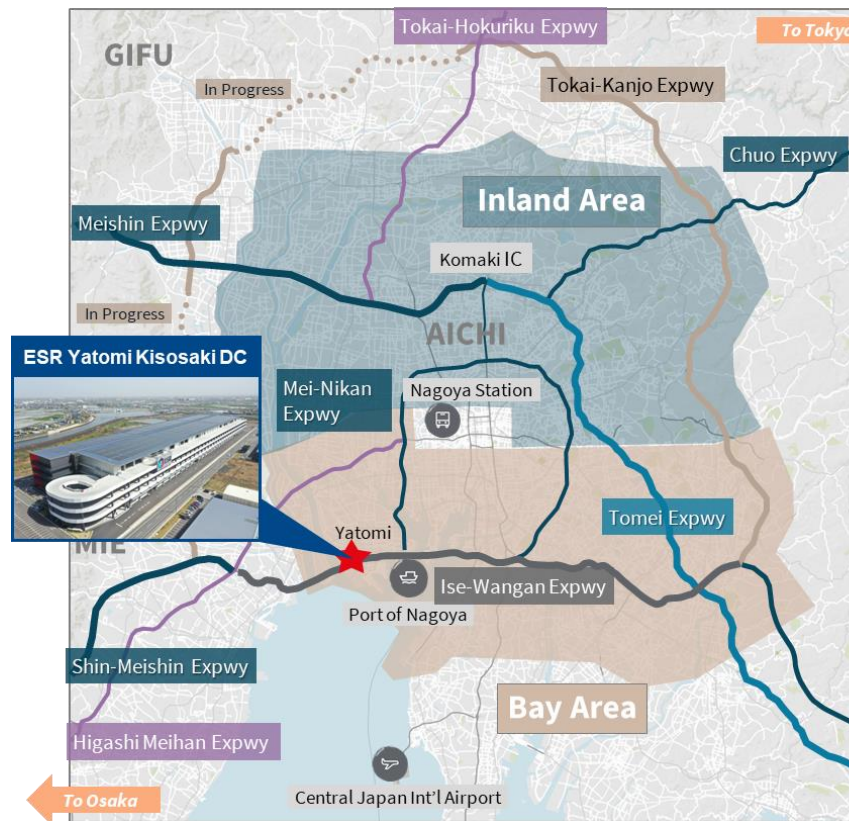 Tokai-Hokuriku Expwy
To Tokyo
GIFU
In Progress
Tokai-Kanjo Expwy
Chuo Expwy
Inland Area
Meishin Expwy
Komaki IC
In Progress
AICHI
ESR Yatomi Kisosaki DC
Mei-Nikan
Expwy
Nagoya Station
Yatomi
Tomei Expwy
MIE
Ise-Wangan Expwy
Port of Nagoya
Shin-Meishin Expwy
Bay Area
Higashi Meihan Expwy
Central Japan Int'l Airport
To Osaka